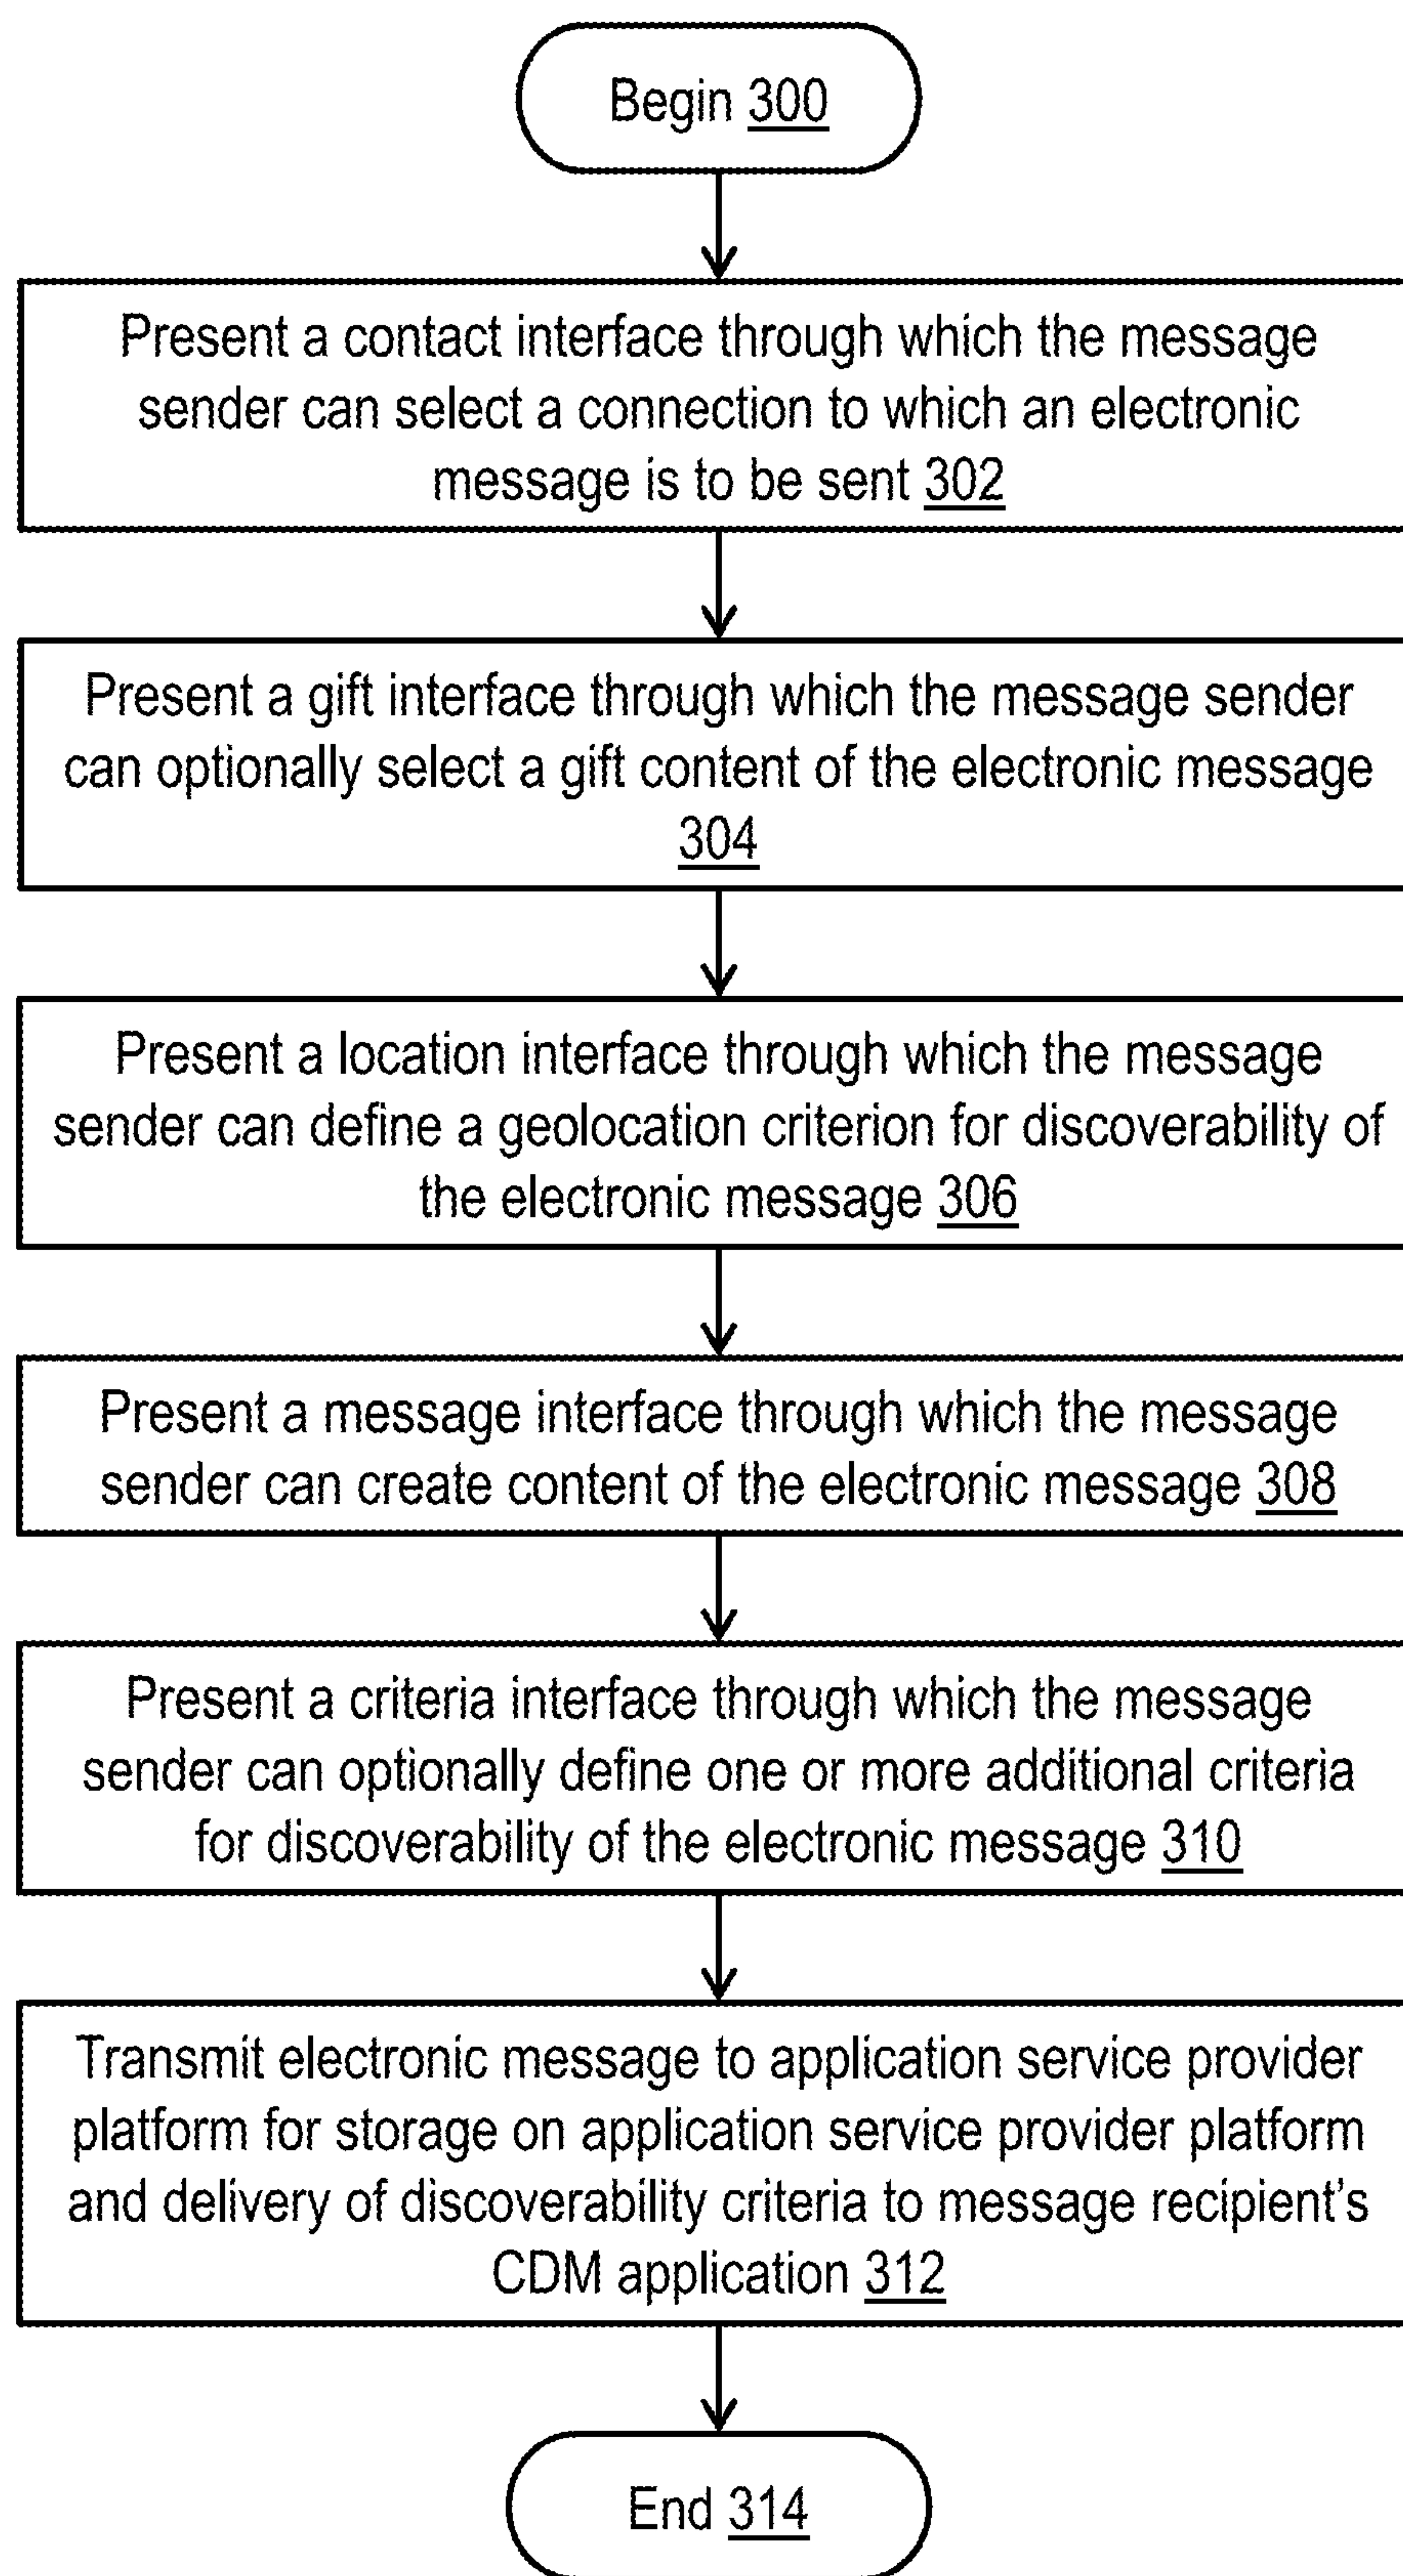 Begin 300
Present a contact interface through which the message
sender can select a connection to which an electronic
message is to be sent 302
Present a gift interface through which the message sender
can optionally select a gift content of the electronic message
304
Present a location interface through which the message
sender can define a geolocation criterion for discoverability of
the electronic message 306
Present a message interface through which the message
sender can create content of the electronic message 308
Present a criteria interface through which the message
sender can optionally define one or more additional criteria
for discoverability of the electronic message 310
Transmit electronic message to application service provider
platform for storage on application service provider platform
and delivery of discoverability criteria to message recipient's
CDM application 312
End 314